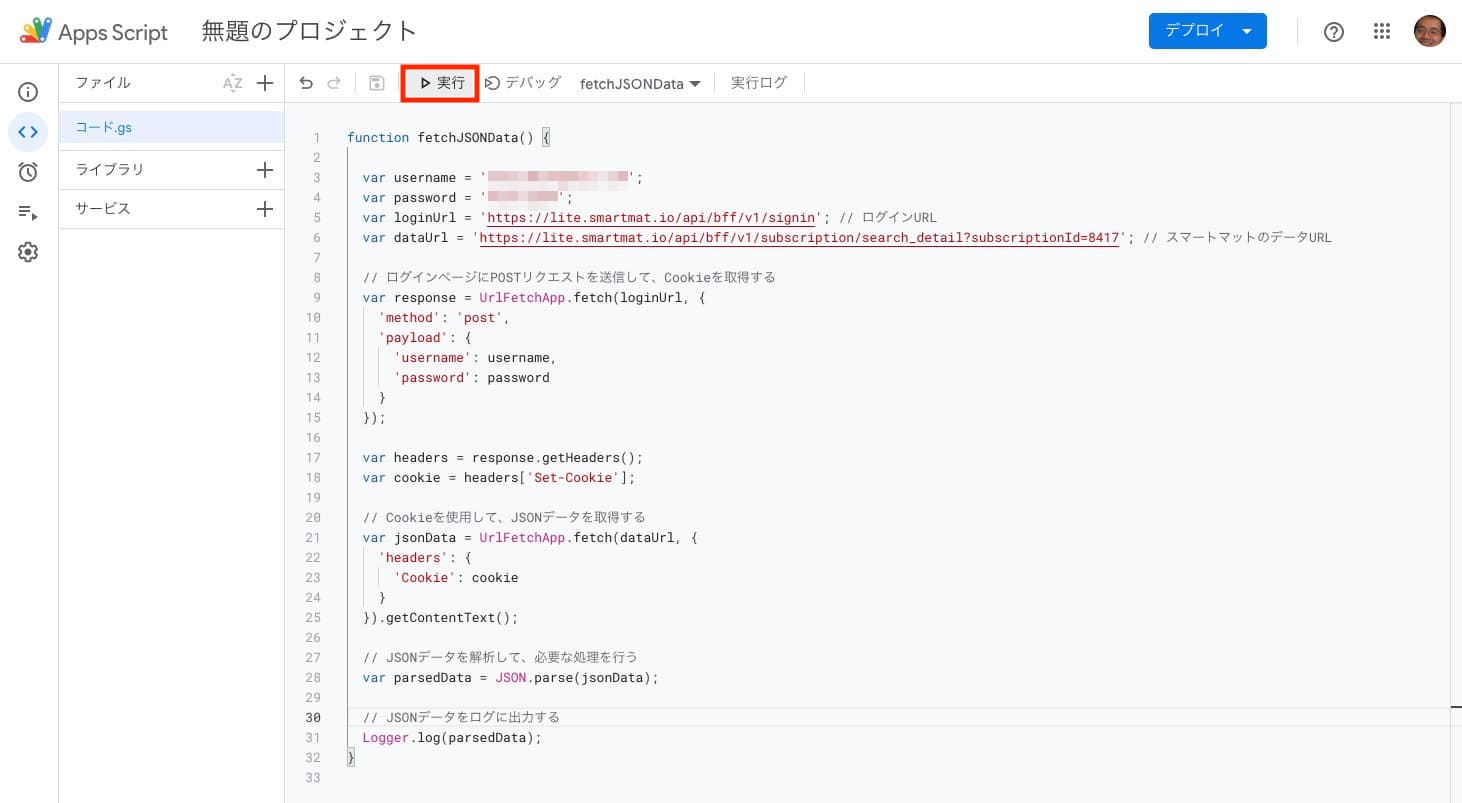 Apps Script 無題のプロジェクト デプロイ
ファイル AZ 実行 デバッグ fetchJSONData 実行ログ
コード.gs
ライブラリ
サービス
1 function fetchJSONData() {
2
3 var username = '';
4 var password = '';
5 var loginUrl = 'https://lite.smartmat.io/api/bff/v1/signin'; // ログインURL
6 var dataUrl = 'https://lite.smartmat.io/api/bff/v1/subscription/search_detail?subscriptionId=8417'; // スマートマットのデータURL
7
8 // ログインページにPOSTリクエストを送信して、Cookieを取得する
9 var response = UrlFetchApp.fetch(loginUrl, {
10 'method': 'post',
11 'payload': {
12 'username': username,
13 'password': password
14 }
15 });
16
17 var headers = response.getHeaders();
18 var cookie = headers['Set-Cookie'];
19
20 // Cookieを使用して、JSONデータを取得する
21 var jsonData = UrlFetchApp.fetch(dataUrl, {
22 'headers': {
23 'Cookie': cookie
24 }
25 }).getContentText();
26
27 // JSONデータを解析して、必要な処理を行う
28 var parsedData = JSON.parse(jsonData);
29
30 // JSONデータをログに出力する
31 Logger.log(parsedData);
32 }
33